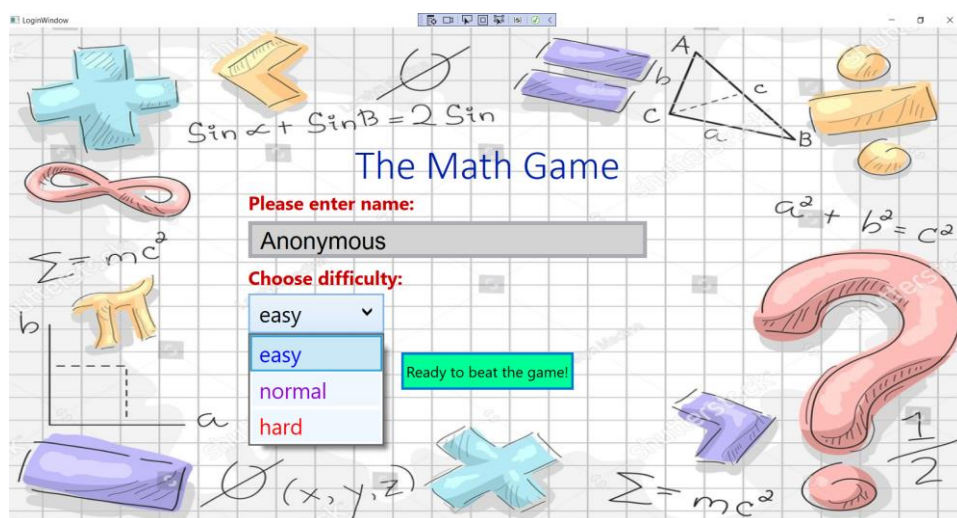 LoginWindow
A
b
c
C
a
B
Sin α + Sin B = 2 Sin
The Math Game
Please enter name:
Anonymous
a² + b² = c²
Σ = mc²
Choose difficulty:
easy
easy
normal
hard
Ready to beat the game!
π
b
a
1
2
(x, y, z)
Σ = mc²